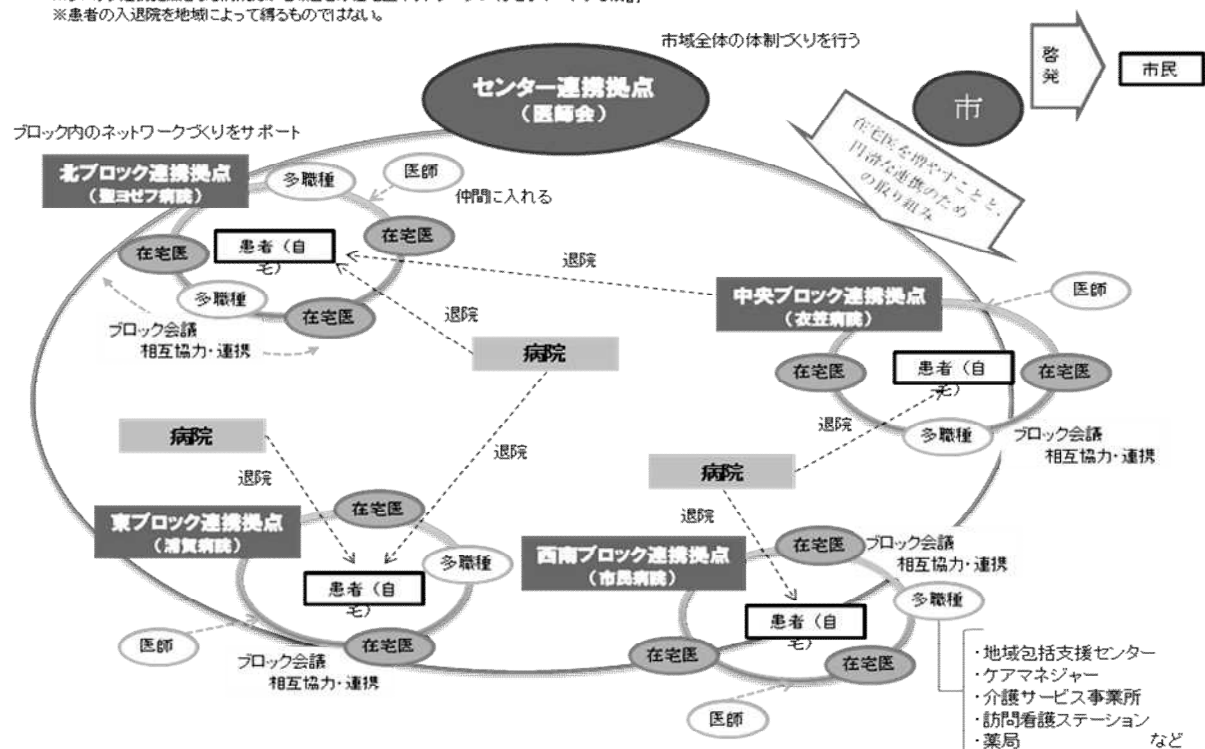 ※患者の入退院を地域によって縛るものではない。
市域全体の体制づくりを行う
センター連携拠点
（医師会）
市
啓発
市民
在宅医を増やすことと、
円滑な連携のため
の取り組み
ブロック内のネットワークづくりをサポート
北ブロック連携拠点
（聖ヨゼフ病院）
多職種
医師
仲間に入れる
在宅医
患者（自
宅）
在宅医
多職種
在宅医
ブロック会議
相互協力・連携
退院
退院
病院
中央ブロック連携拠点
（衣笠病院）
医師
在宅医
患者（自
宅）
在宅医
多職種
ブロック会議
相互協力・連携
退院
病院
退院
退院
病院
退院
東ブロック連携拠点
（浦賀病院）
在宅医
多職種
患者（自
宅）
医師
在宅医
ブロック会議
相互協力・連携
西南ブロック連携拠点
（市民病院）
在宅医
ブロック会議
相互協力・連携
多職種
患者（自
宅）
在宅医
在宅医
医師
・地域包括支援センター
・ケアマネジャー
・介護サービス事業所
・訪問看護ステーション
・薬局 など